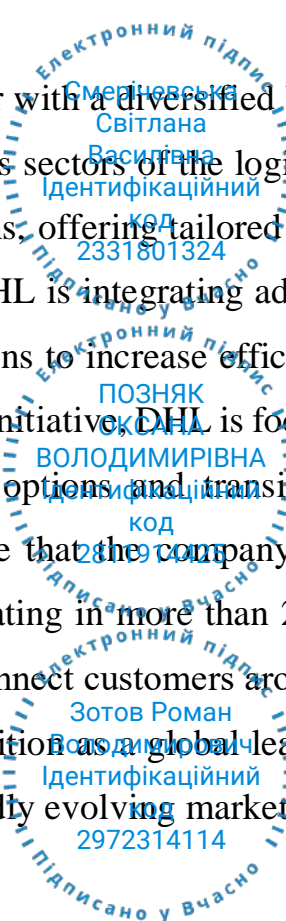 Електронний підпис
r with a diversified
Смерічевська
Світлана
s sectors of the logi
Василівна
Ідентифікаційний
s, offering tailored
код
2331801324
HL is integrating ad
Підписано у Вчасно
Електронний підпис
ns to increase effic
ПОЗНЯК
nitiative, DHL is foc
ОКСАНА
ВОЛОДИМИРІВНА
options and transi
Ідентифікаційний
код
e that the company
Підписано у Вчасно
ating in more than 2
Електронний підпис
nnect customers aro
Зотов Роман
ition as a global lea
Володимирович
Ідентифікаційний
dly evolving market
код
2972314114
Підписано у Вчасно